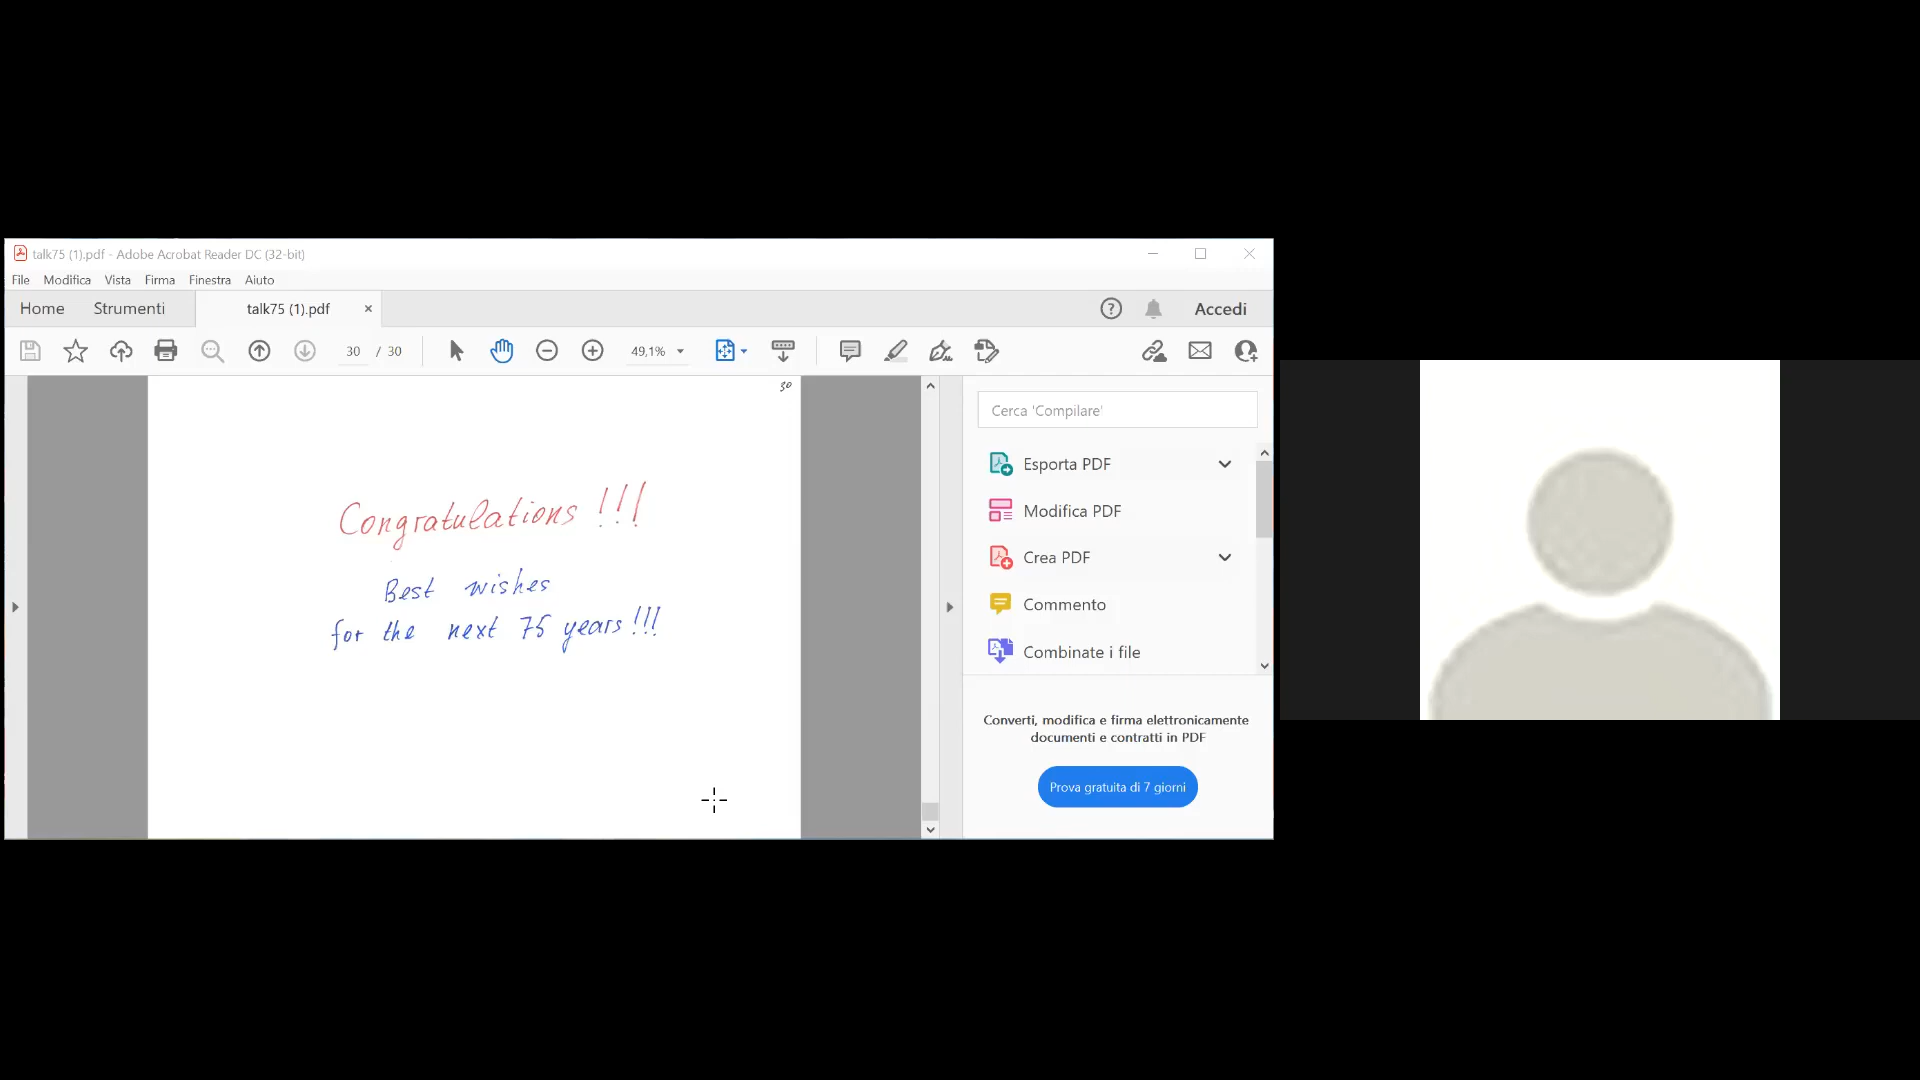 talk75 (1).pdf - Adobe Acrobat Reader DC (32-bit)
File Modifica Vista Firma Finestra Aiuto
Home Strumenti talk75 (1).pdf × Accedi
30 / 30 49,1%
30
Congratulations !!!
Best wishes
for the next 75 years!!!
Cerca 'Compilare'
Esporta PDF
Modifica PDF
Crea PDF
Commento
Combinate i file
Converti, modifica e firma elettronicamente
documenti e contratti in PDF
Prova gratuita di 7 giorni